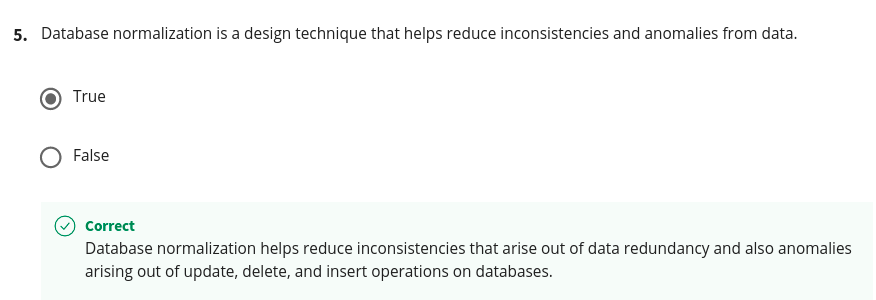 5. Database normalization is a design technique that helps reduce inconsistencies and anomalies from data.
True
False
Correct
Database normalization helps reduce inconsistencies that arise out of data redundancy and also anomalies
arising out of update, delete, and insert operations on databases.